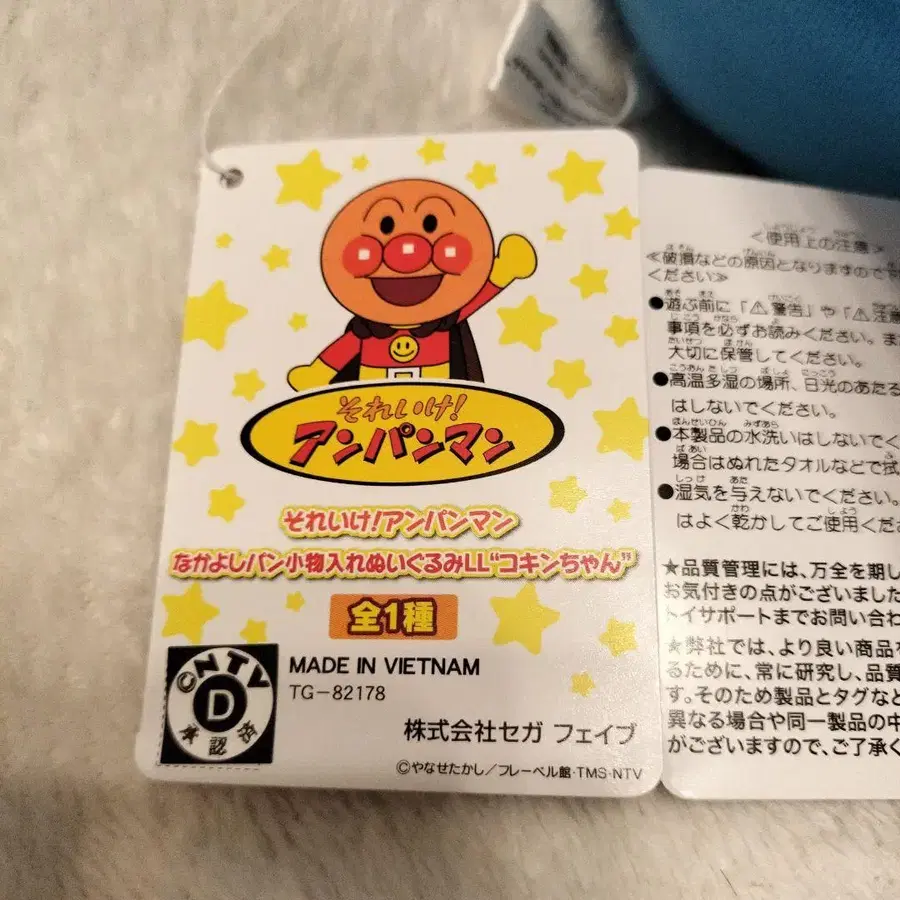 それいけ!
アンパンマン
それいけ!アンパンマン
なかよしパン小物入れぬいぐるみLL"コキンちゃん"
全1種
CNTV
D
承認済
MADE IN VIETNAM
TG-82178
株式会社セガ フェイブ
©やなせたかし/フレーベル館・TMS・NTV
<使用上の注意>
≪破損などの原因となりますので
ください≫
●遊ぶ前に「⚠警告」や「⚠注意
事項を必ずお読みください。ま
大切に保管してください。
●高温多湿の場所、日光のあたる
はしないでください。
●本製品の水洗いはしないでく
場合はぬれたタオルなどで拭
●湿気を与えないでください。
はよく乾かしてご使用くだ
★品質管理には、万全を期し
お気付きの点がございました
トイサポートまでお問い合わ
★弊社では、より良い商品を
るために、常に研究し、品質
す。そのため製品とタグなど
異なる場合や同一製品の中
がございますので、ご了承く